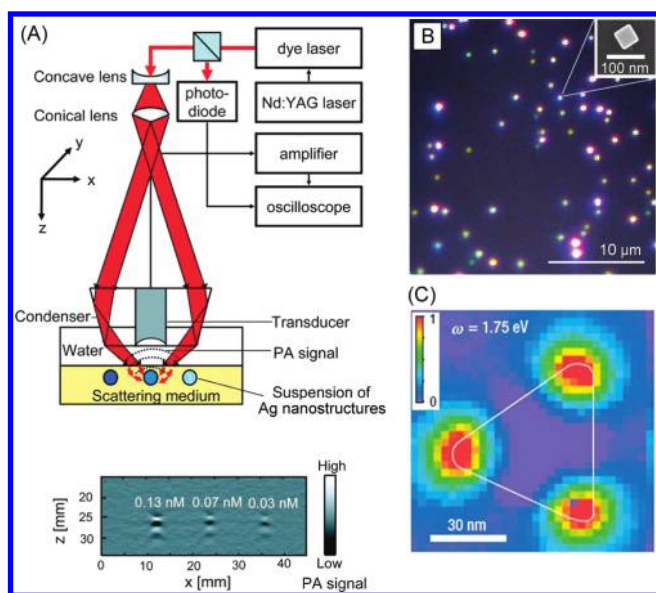 (A)
dye laser
Concave lens
photo-
diode
Nd:YAG laser
Conical lens
y
x
z
amplifier
oscilloscope
Condenser
Transducer
Water
PA signal
Scattering medium
Suspension of
Ag nanostructures
High
0.13 nM 0.07 nM 0.03 nM
z [mm]
20
25
30
0 10 20 30 40
Low
x [mm]
PA signal
B
100 nm
10 μm
(C)
1
0
ω = 1.75 eV
30 nm